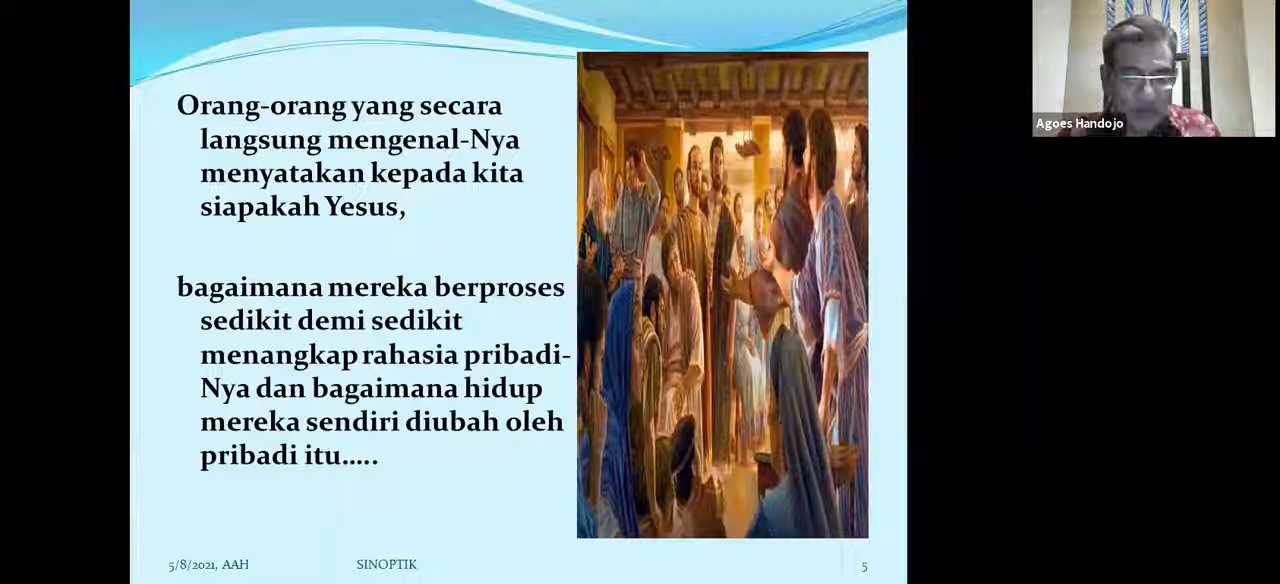 Orang-orang yang secara
langsung mengenal-Nya
menyatakan kepada kita
siapakah Yesus,
bagaimana mereka berproses
sedikit demi sedikit
menangkap rahasia pribadi-
Nya dan bagaimana hidup
mereka sendiri diubah oleh
pribadi itu.....
5/8/2021, AAH
SINOPTIK
5
Agoes Handojo